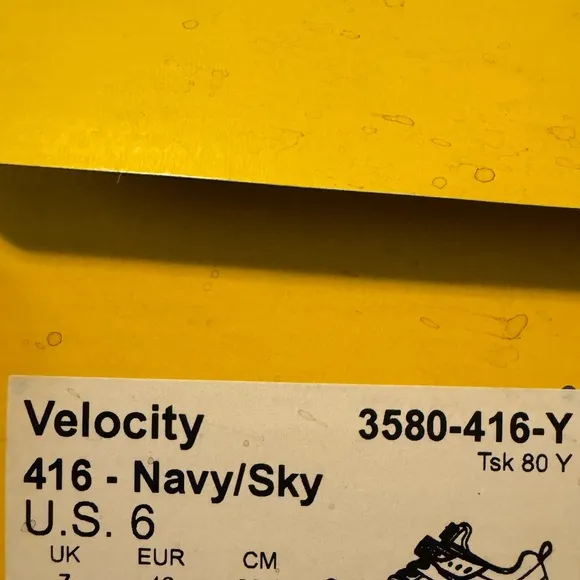 Velocity
3580-416-Y
Tsk 80 Y
416 - Navy/Sky
U.S. 6
UK EUR CM